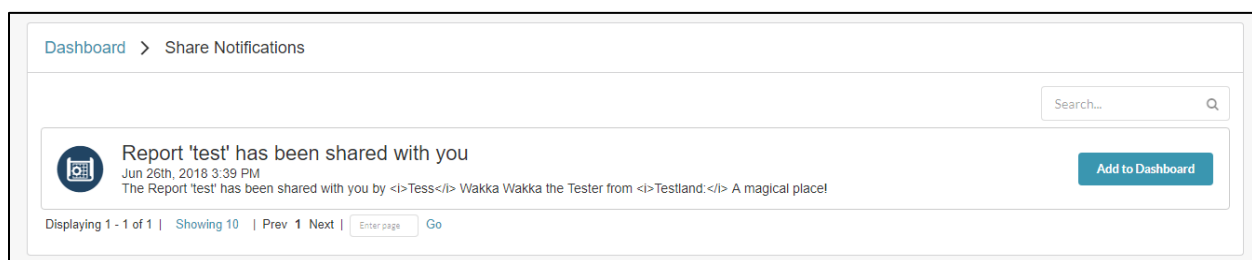 Dashboard > Share Notifications
Search...
Report 'test' has been shared with you
Jun 26th, 2018 3:39 PM
The Report 'test' has been shared with you by <i>Tess</i> Wakka Wakka the Tester from <i>Testland:</i> A magical place!
Add to Dashboard
Displaying 1 - 1 of 1 | Showing 10 | Prev 1 Next | Enter page Go